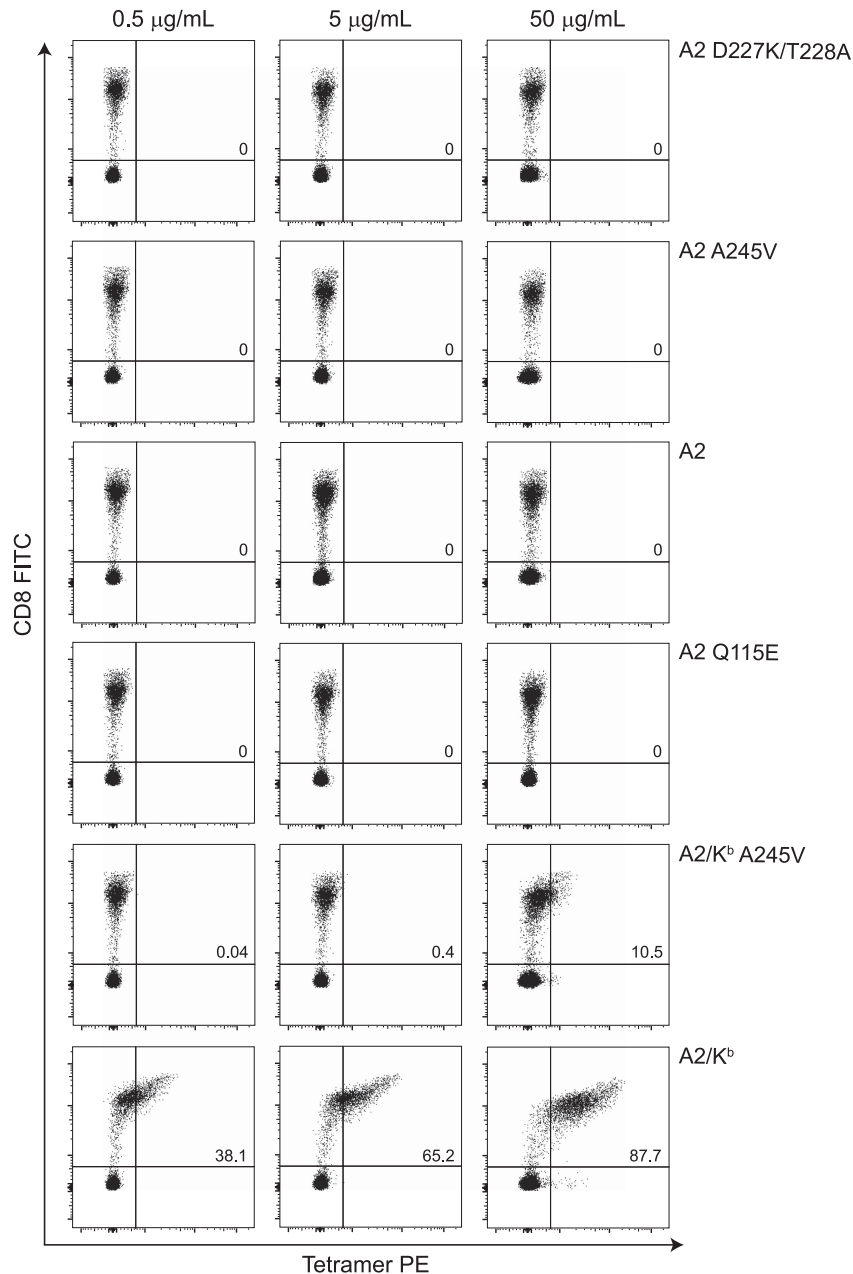 0.5 μg/mL 5 μg/mL 50 μg/mL
A2 D227K/T228A
0 0 0
A2 A245V
0 0 0
A2
0 0 0
A2 Q115E
0 0 0
A2/Kᵇ A245V
0.04 0.4 10.5
A2/Kᵇ
38.1 65.2 87.7
CD8 FITC
Tetramer PE